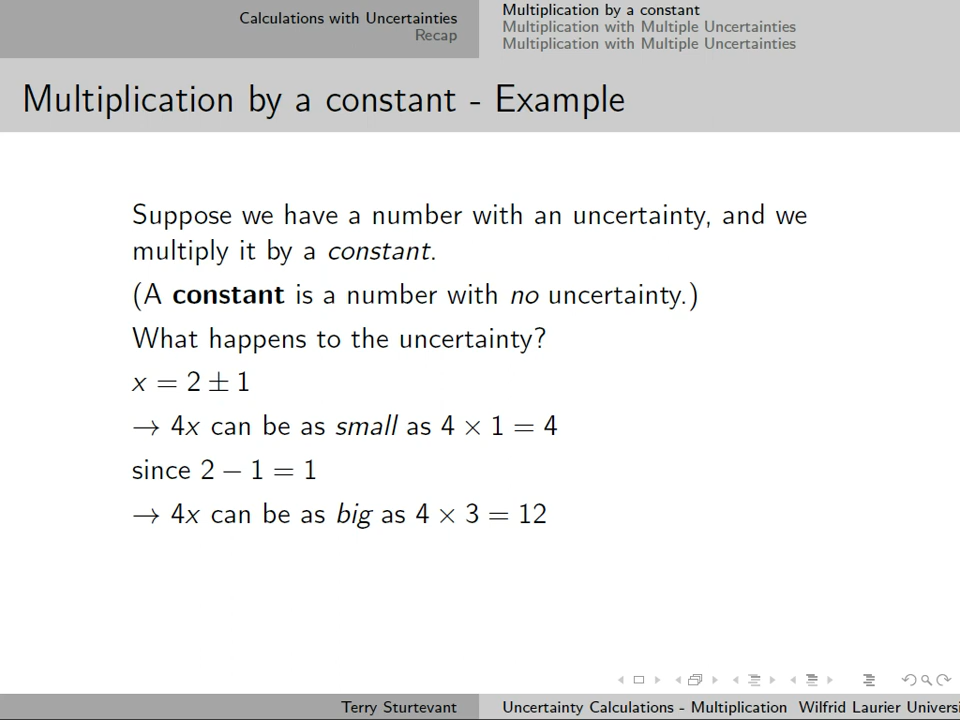 Calculations with Uncertainties
Recap
Multiplication by a constant
Multiplication with Multiple Uncertainties
Multiplication with Multiple Uncertainties
Multiplication by a constant - Example
Suppose we have a number with an uncertainty, and we
multiply it by a constant.
(A constant is a number with no uncertainty.)
What happens to the uncertainty?
x = 2 ± 1
→ 4x can be as small as 4 × 1 = 4
since 2 − 1 = 1
→ 4x can be as big as 4 × 3 = 12
Terry Sturtevant
Uncertainty Calculations - Multiplication Wilfrid Laurier Universi